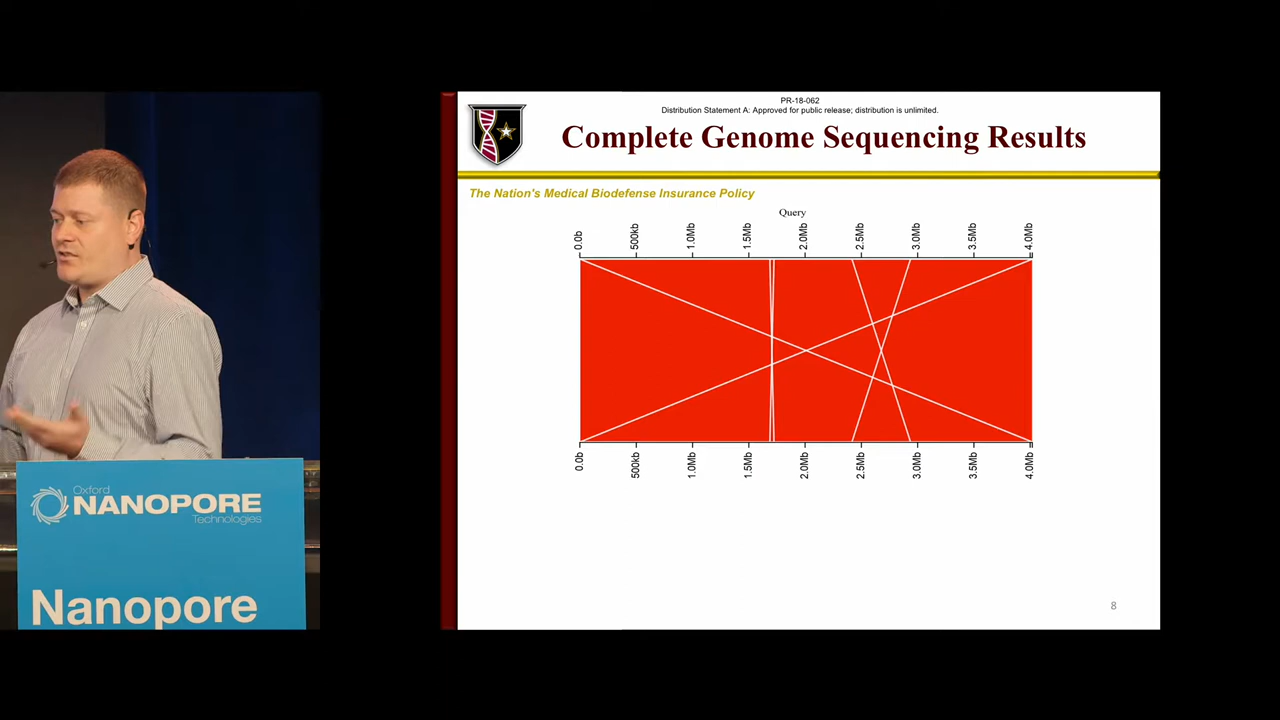 PR-18-062
Distribution Statement A: Approved for public release; distribution is unlimited.
Complete Genome Sequencing Results
The Nation's Medical Biodefense Insurance Policy
Query
0.0b 500kb 1.0Mb 1.5Mb 2.0Mb 2.5Mb 3.0Mb 3.5Mb 4.0Mb
0.0b 500kb 1.0Mb 1.5Mb 2.0Mb 2.5Mb 3.0Mb 3.5Mb 4.0Mb
8
Oxford
NANOPORE
Technologies
Nanopore